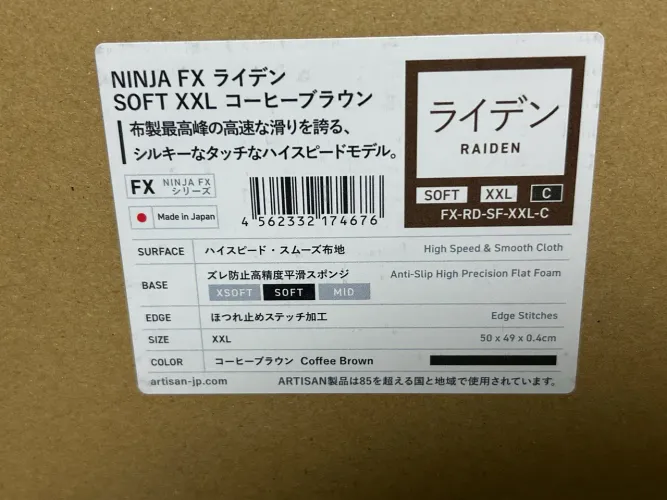 NINJA FX ライデン
SOFT XXL コーヒーブラウン
布製最高峰の高速な滑りを誇る、
シルキーなタッチなハイスピードモデル。
FX NINJA FX シリーズ
Made in Japan
4 562332 174676
ライデン
RAIDEN
SOFT XXL C
FX-RD-SF-XXL-C
SURFACE ハイスピード・スムーズ布地 High Speed & Smooth Cloth
BASE ズレ防止高精度平滑スポンジ Anti-Slip High Precision Flat Foam
XSOFT SOFT MID
EDGE ほつれ止めステッチ加工 Edge Stitches
SIZE XXL 50 x 49 x 0.4cm
COLOR コーヒーブラウン Coffee Brown
artisan-jp.com ARTISAN製品は85を超える国と地域で使用されています。